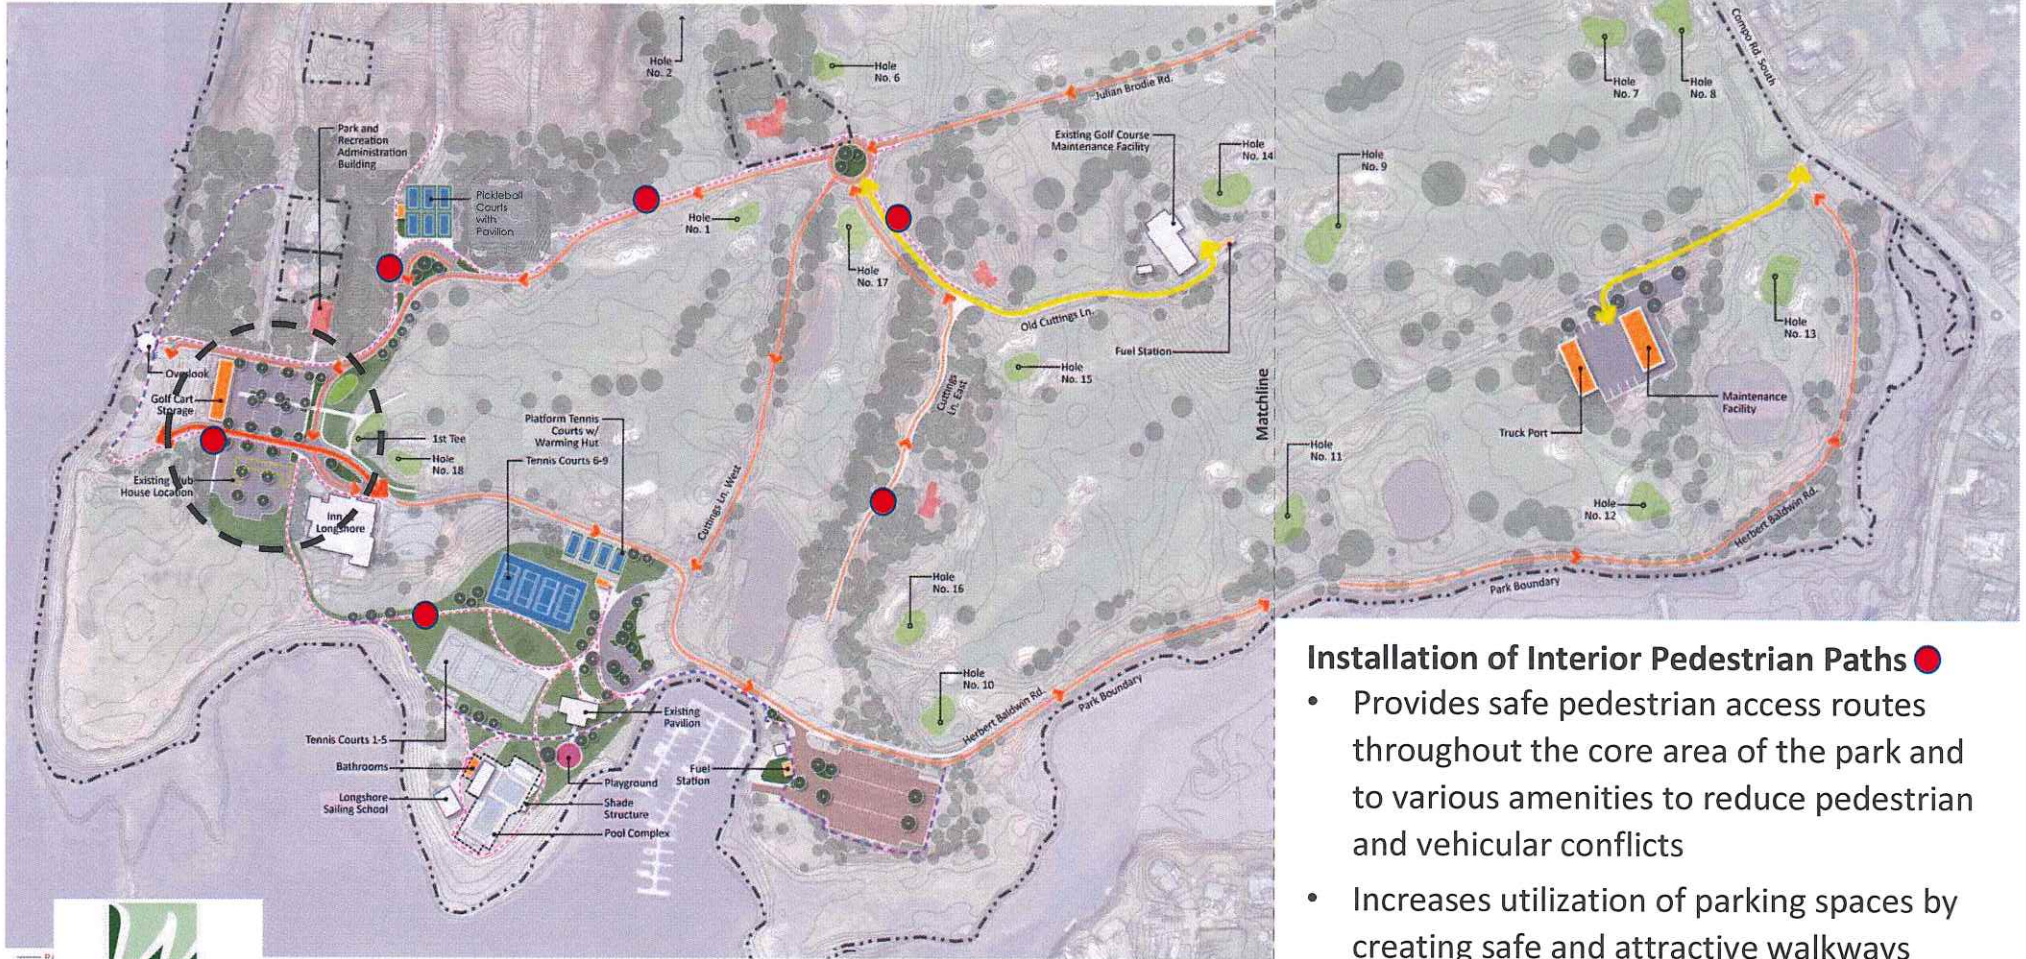 Hole
No. 2
Hole
No. 6
Julian Brodie Rd.
Compo Rd. South
Hole
No. 7
Hole
No. 8
Park and
Recreation
Administration
Building
Pickleball
Courts
with
Pavilion
Existing Golf Course
Maintenance Facility
Hole
No. 14
Hole
No. 9
Hole
No. 1
Hole
No. 17
Old Cuttings Ln.
Fuel Station
Hole
No. 13
Overlook
Golf Cart
Storage
Hole
No. 15
Cuttings
Ln. East
Matchline
Maintenance
Facility
Truck Port
Platform Tennis
Courts w/
Warming Hut
Tennis Courts 6-9
1st Tee
Hole
No. 18
Existing
House Location
Inn
Longshore
Cuttings Ln. West
Hole
No. 11
Hole
No. 12
Herbert Baldwin Rd.
Park Boundary
Hole
No. 16
Hole
No. 10
Herbert Baldwin Rd.
Park Boundary
Existing
Pavilion
Tennis Courts 1-5
Bathrooms
Longshore
Sailing School
Playground
Shade
Structure
Pool Complex
Fuel
Station
Installation of Interior Pedestrian Paths
• Provides safe pedestrian access routes
throughout the core area of the park and
to various amenities to reduce pedestrian
and vehicular conflicts
• Increases utilization of parking spaces by
creating safe and attractive walkways